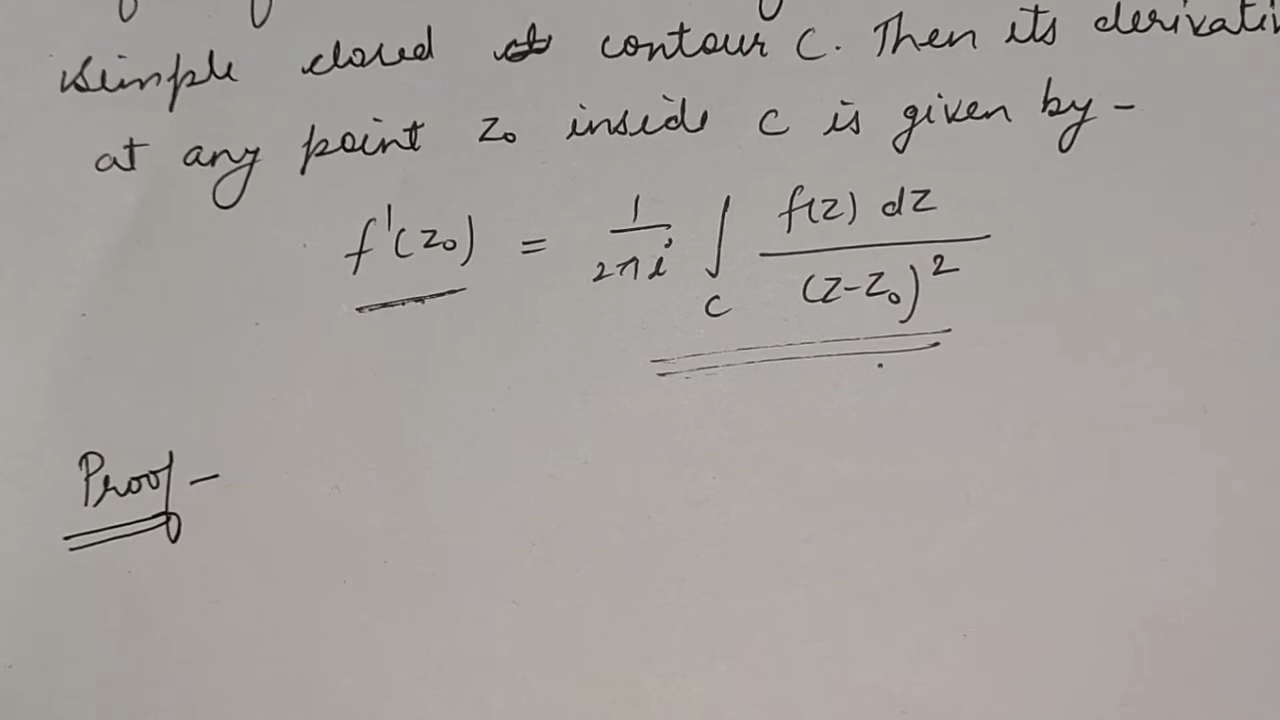 simple closed contour C. Then its
at any point z₀ inside C is given by -
f'(z₀) = 1/2πi ∫_C f(z) dz / (z-z₀)²
Proof -